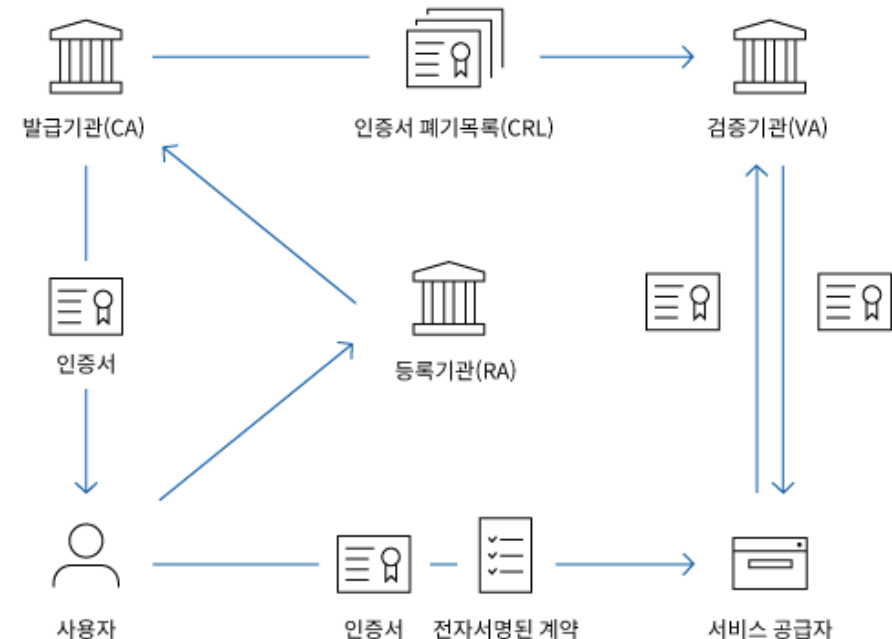 발급기관(CA)
인증서 폐기목록(CRL)
검증기관(VA)
인증서
등록기관(RA)
사용자
인증서
전자서명된 계약
서비스 공급자